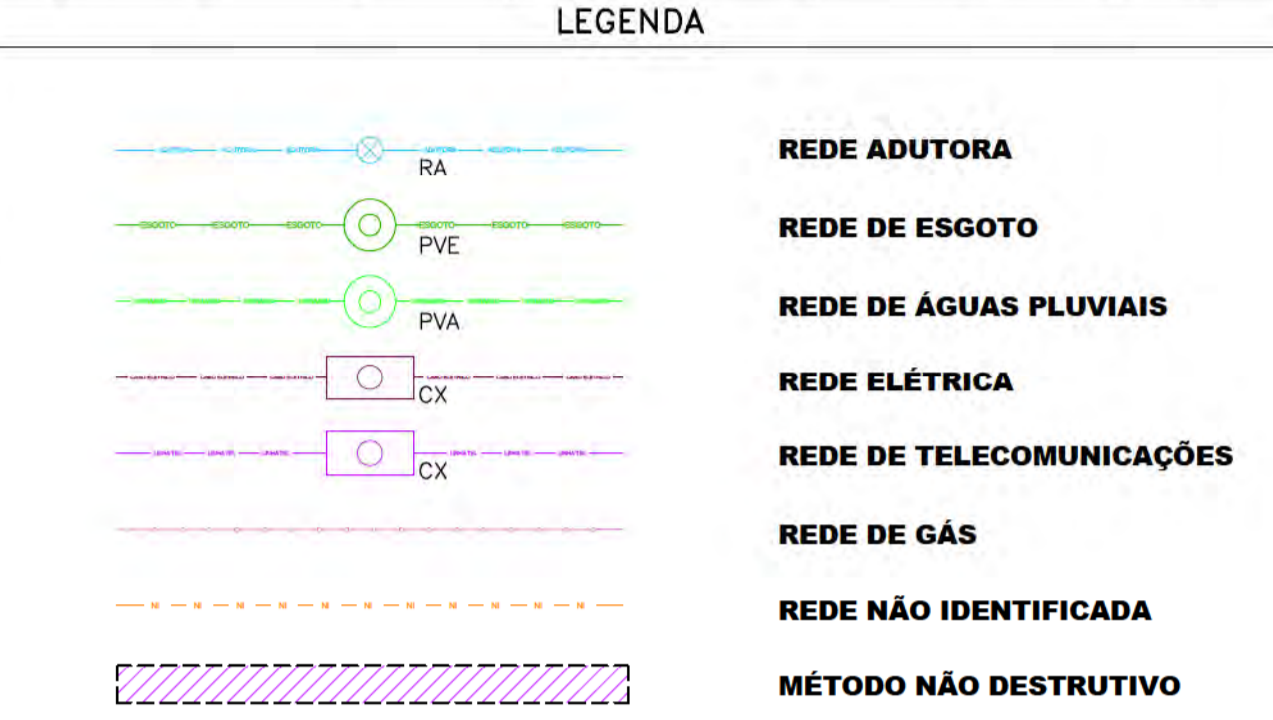 LEGENDA
RA
REDE ADUTORA
ESGOTO ESGOTO ESGOTO ESGOTO ESGOTO ESGOTO
PVE
REDE DE ESGOTO
PVA
REDE DE ÁGUAS PLUVIAIS
CX
REDE ELÉTRICA
CX
REDE DE TELECOMUNICAÇÕES
REDE DE GÁS
NI NI NI NI NI NI NI NI NI NI NI
REDE NÃO IDENTIFICADA
MÉTODO NÃO DESTRUTIVO